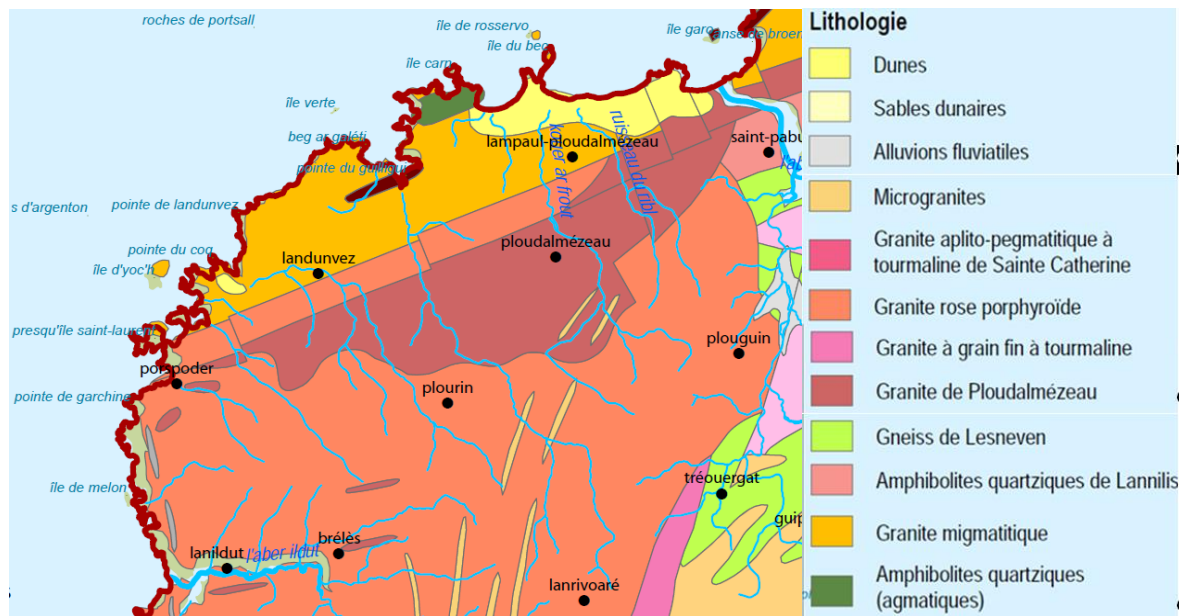 roches de portsall
île de rosservo
île du bec
île garo
anse de broen
île carn
île verte
beg ar galéti
lampaul-ploudalmézeau
saint-pabu
pointe du guilligui
kouer ar frout
ruisseau du ribl
l'ab
s d'argenton
pointe de landunvez
ploudalmézeau
pointe du coq
landunvez
île d'yoc'h
presqu'île saint-laurent
plouguin
porspoder
plourin
pointe de garchine
tréouergat
île de melon
guip
brélès
lanildut
l'aber ildut
lanrivoaré
Lithologie
Dunes
Sables dunaires
Alluvions fluviatiles
Microgranites
Granite aplito-pegmatitique à
tourmaline de Sainte Catherine
Granite rose porphyroïde
Granite à grain fin à tourmaline
Granite de Ploudalmézeau
Gneiss de Lesneven
Amphibolites quartziques de Lannilis
Granite migmatitique
Amphibolites quartziques
(agmatiques)